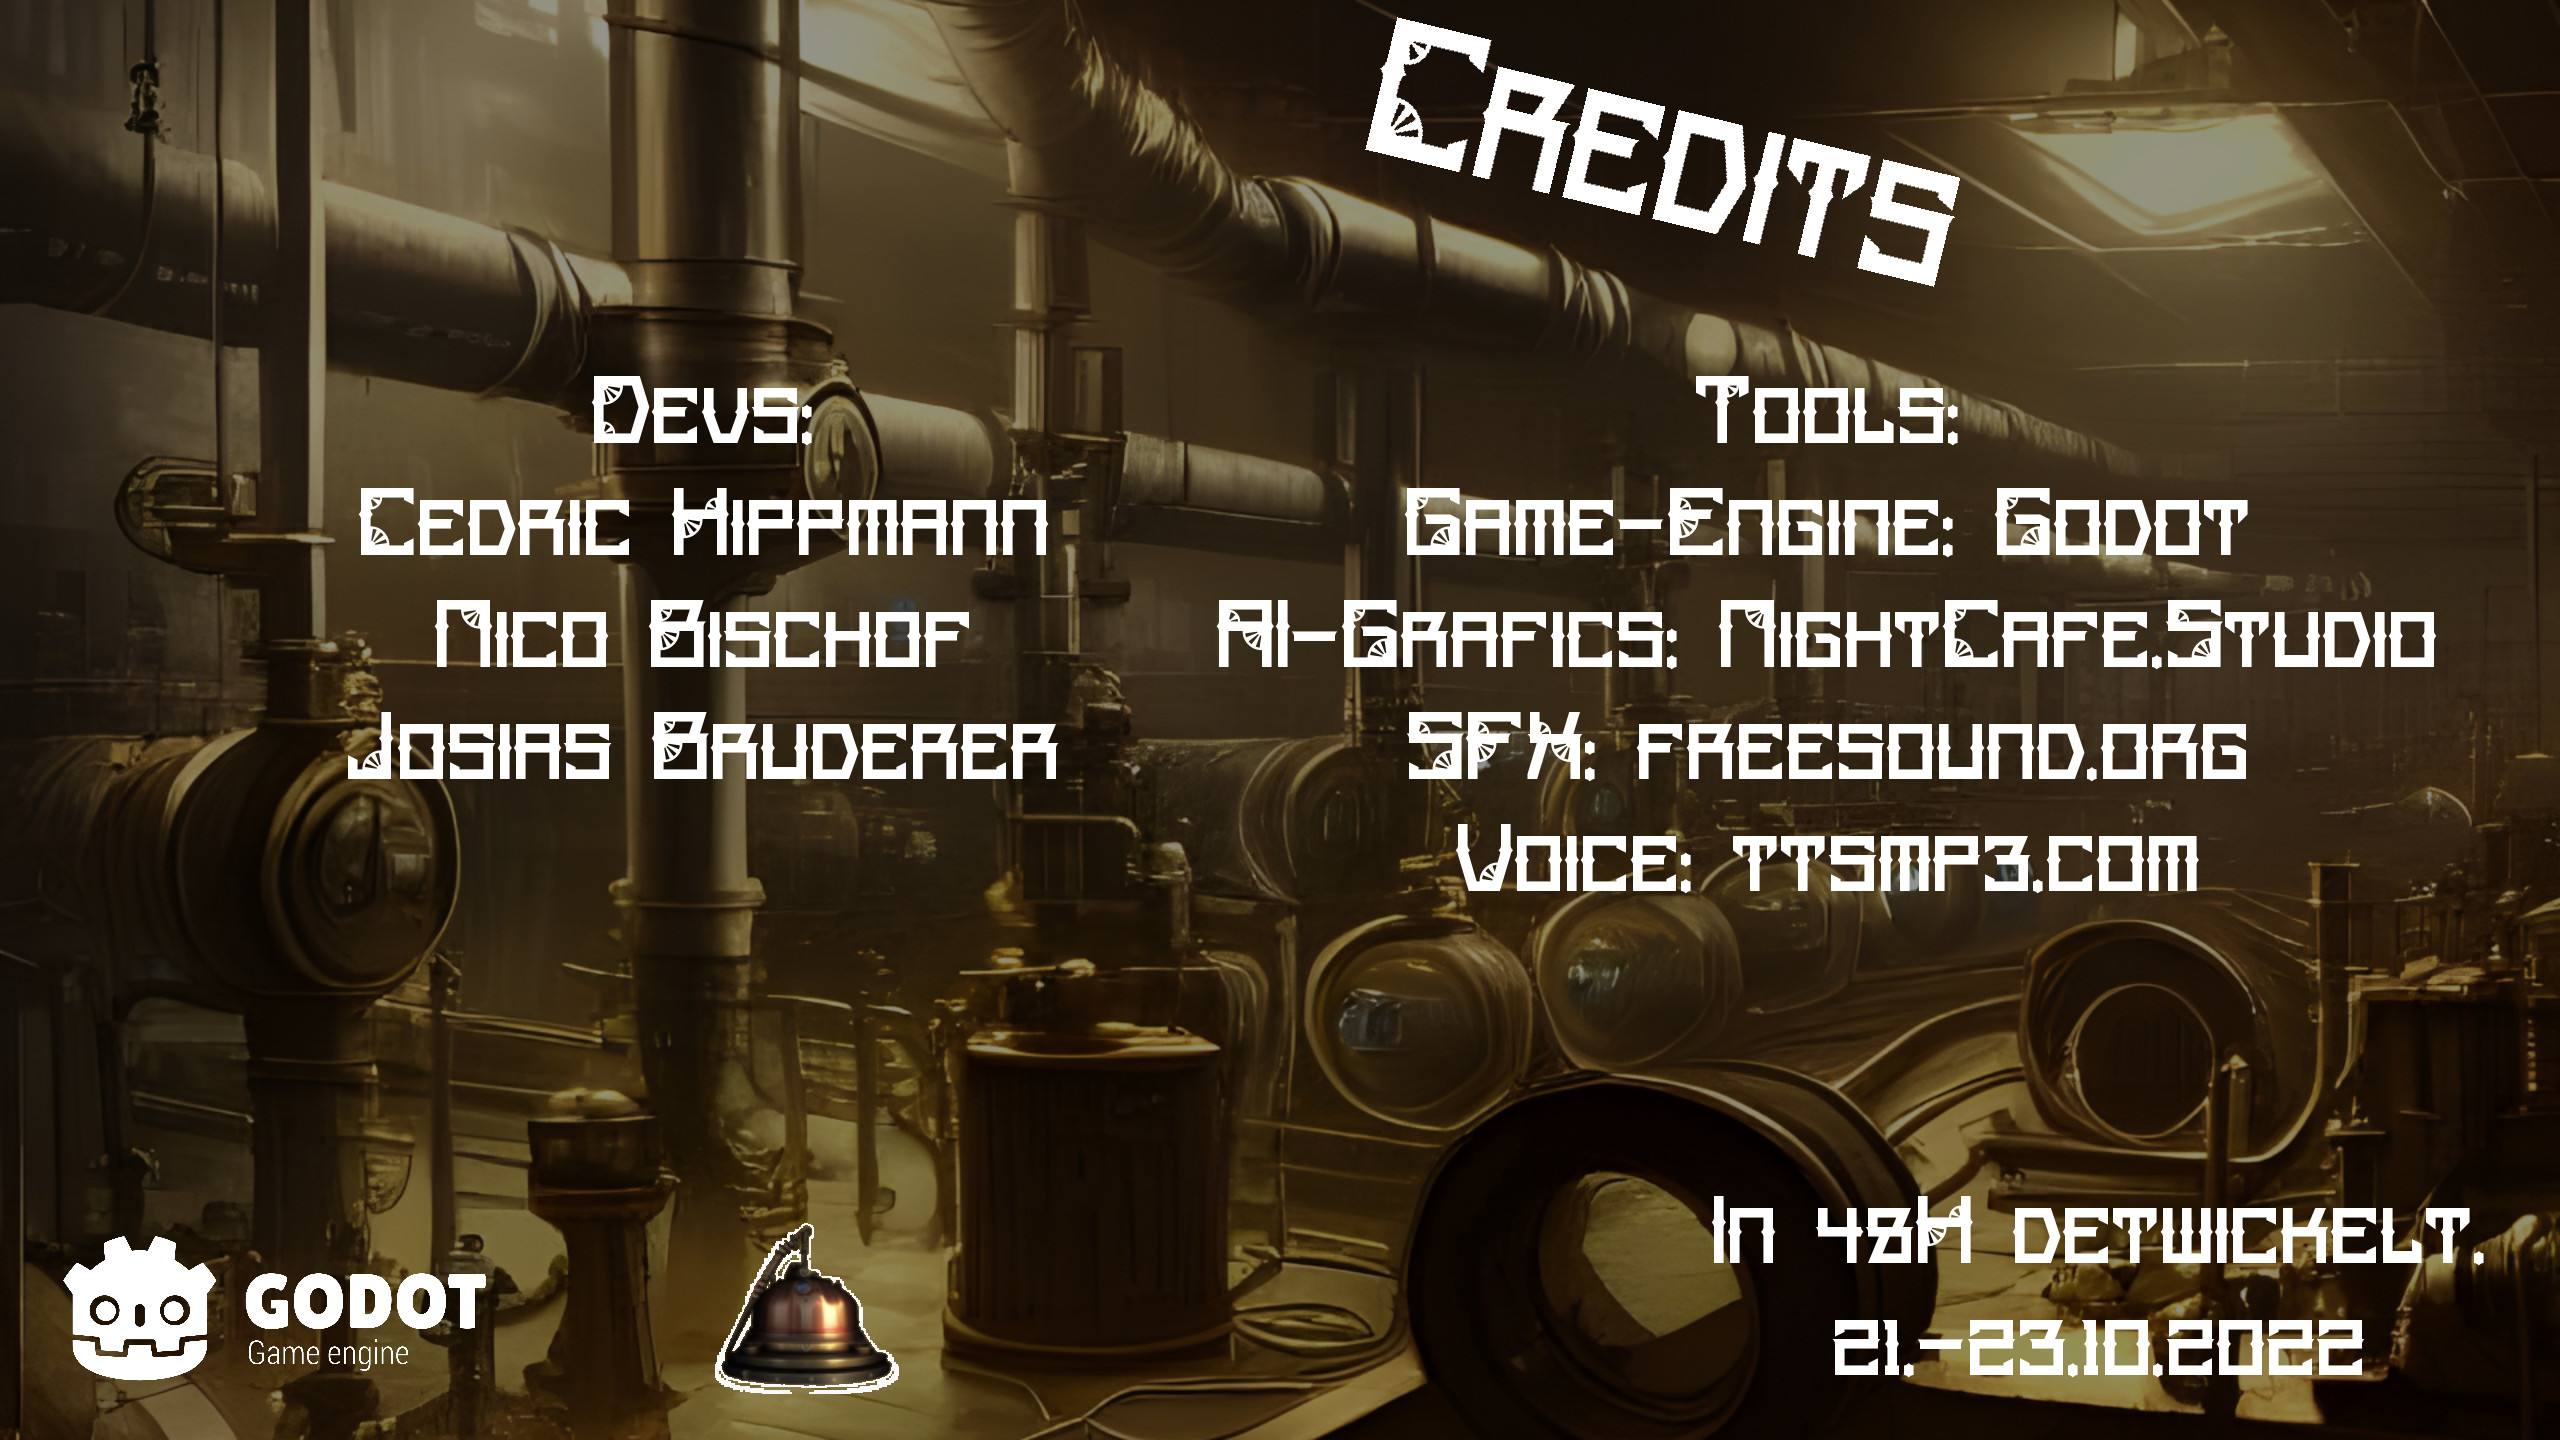 Credits
Devs:
Cedric Hippmann
Nico Bischof
Josias Bruderer
Tools:
Game-Engine: Godot
AI-Grafics: NightCafe.Studio
SFX: freesound.org
Voice: ttsmp3.com
In 48H detwickelt.
21.-23.10.2022
GODOT
Game engine